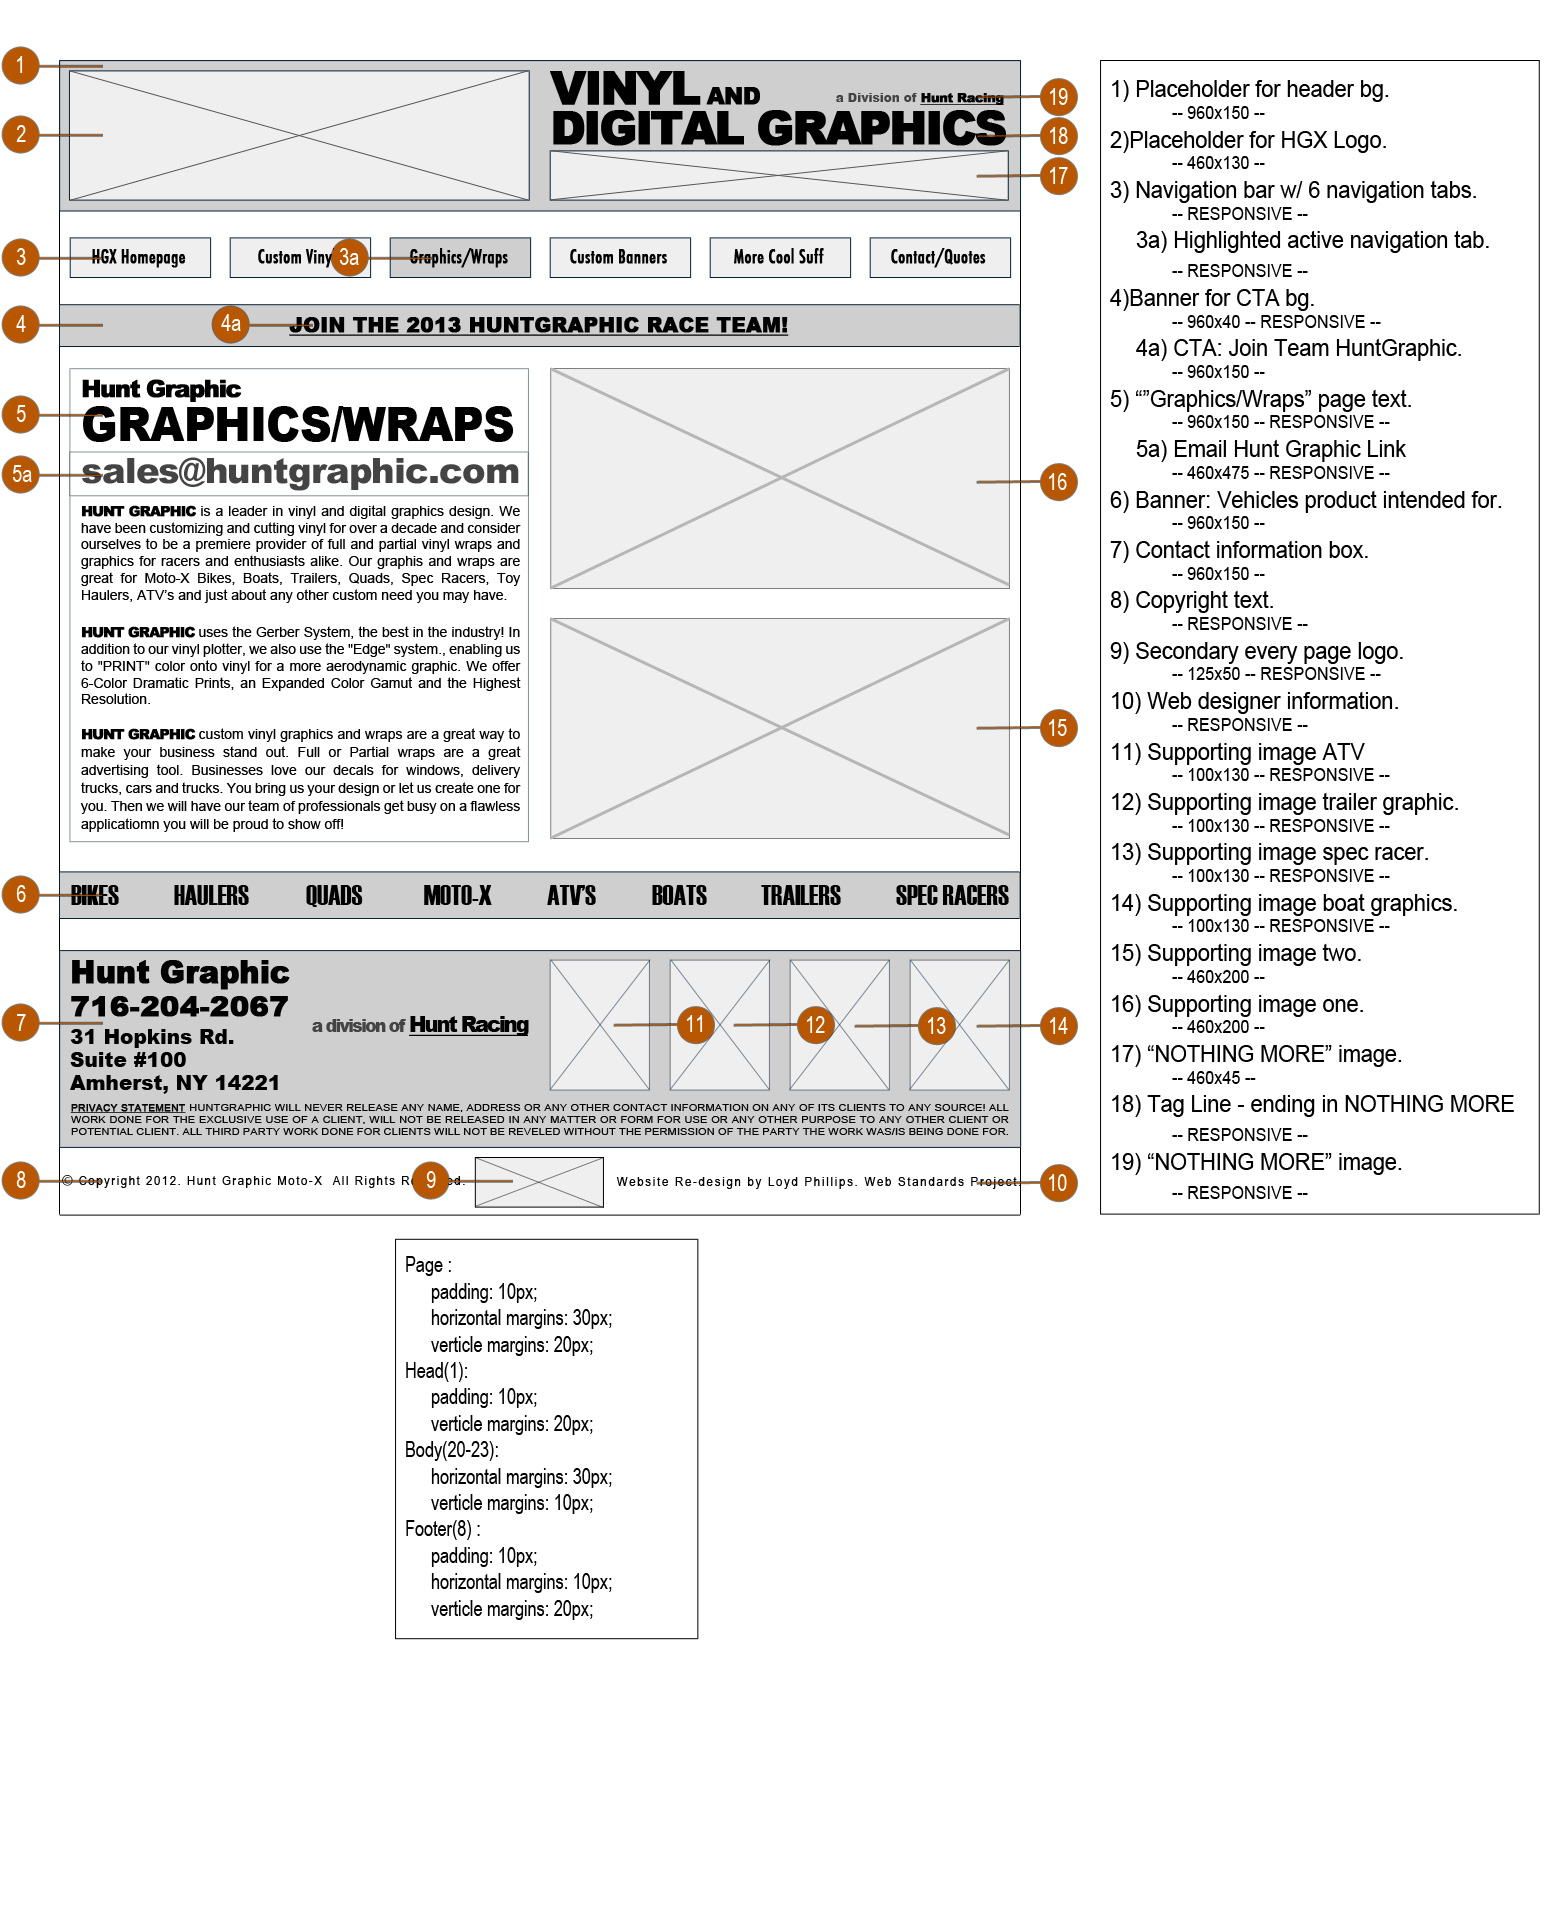 1
2
VINYL AND
a Division of Hunt Racing
19
DIGITAL GRAPHICS
18
17
3
HGX Homepage
Custom Viny
3a
Graphics/Wraps
Custom Banners
More Cool Suff
Contact/Quotes
4
4a
JOIN THE 2013 HUNTGRAPHIC RACE TEAM!
Hunt Graphic
5
GRAPHICS/WRAPS
5a
sales@huntgraphic.com
HUNT GRAPHIC is a leader in vinyl and digital graphics design. We
have been customizing and cutting vinyl for over a decade and consider
ourselves to be a premiere provider of full and partial vinyl wraps and
graphics for racers and enthusiasts alike. Our graphis and wraps are
great for Moto-X Bikes, Boats, Trailers, Quads, Spec Racers, Toy
Haulers, ATV's and just about any other custom need you may have.
HUNT GRAPHIC uses the Gerber System, the best in the industry! In
addition to our vinyl plotter, we also use the "Edge" system., enabling us
to "PRINT" color onto vinyl for a more aerodynamic graphic. We offer
6-Color Dramatic Prints, an Expanded Color Gamut and the Highest
Resolution.
HUNT GRAPHIC custom vinyl graphics and wraps are a great way to
make your business stand out. Full or Partial wraps are a great
advertising tool. Businesses love our decals for windows, delivery
trucks, cars and trucks. You bring us your design or let us create one for
you. Then we will have our team of professionals get busy on a flawless
applicatiomn you will be proud to show off!
16
15
6
BIKES HAULERS QUADS MOTO-X ATV'S BOATS TRAILERS SPEC RACERS
Hunt Graphic
716-204-2067
7
31 Hopkins Rd.
Suite #100
Amherst, NY 14221
a division of Hunt Racing
11
12
13
14
PRIVACY STATEMENT HUNTGRAPHIC WILL NEVER RELEASE ANY NAME, ADDRESS OR ANY OTHER CONTACT INFORMATION ON ANY OF ITS CLIENTS TO ANY SOURCE! ALL
WORK DONE FOR THE EXCLUSIVE USE OF A CLIENT, WILL NOT BE RELEASED IN ANY MATTER OR FORM FOR USE OR ANY OTHER PURPOSE TO ANY OTHER CLIENT OR
POTENTIAL CLIENT. ALL THIRD PARTY WORK DONE FOR CLIENTS WILL NOT BE REVELED WITHOUT THE PERMISSION OF THE PARTY THE WORK WAS/IS BEING DONE FOR.
8
© Copyright 2012. Hunt Graphic Moto-X All Rights
9
Website Re-design by Loyd Phillips. Web Standards Project.
10
1) Placeholder for header bg.
-- 960x150 --
2)Placeholder for HGX Logo.
-- 460x130 --
3) Navigation bar w/ 6 navigation tabs.
-- RESPONSIVE --
3a) Highlighted active navigation tab.
-- RESPONSIVE --
4)Banner for CTA bg.
-- 960x40 -- RESPONSIVE --
4a) CTA: Join Team HuntGraphic.
-- 960x150 --
5) “”Graphics/Wraps” page text.
-- 960x150 -- RESPONSIVE --
5a) Email Hunt Graphic Link
-- 460x475 -- RESPONSIVE --
6) Banner: Vehicles product intended for.
-- 960x150 --
7) Contact information box.
-- 960x150 --
8) Copyright text.
-- RESPONSIVE --
9) Secondary every page logo.
-- 125x50 -- RESPONSIVE --
10) Web designer information.
-- RESPONSIVE --
11) Supporting image ATV
-- 100x130 -- RESPONSIVE --
12) Supporting image trailer graphic.
-- 100x130 -- RESPONSIVE --
13) Supporting image spec racer.
-- 100x130 -- RESPONSIVE --
14) Supporting image boat graphics.
-- 100x130 -- RESPONSIVE --
15) Supporting image two.
-- 460x200 --
16) Supporting image one.
-- 460x200 --
17) “NOTHING MORE” image.
-- 460x45 --
18) Tag Line - ending in NOTHING MORE
-- RESPONSIVE --
19) “NOTHING MORE” image.
-- RESPONSIVE --
Page :
padding: 10px;
horizontal margins: 30px;
verticle margins: 20px;
Head(1):
padding: 10px;
verticle margins: 20px;
Body(20-23):
horizontal margins: 30px;
verticle margins: 10px;
Footer(8) :
padding: 10px;
horizontal margins: 10px;
verticle margins: 20px;